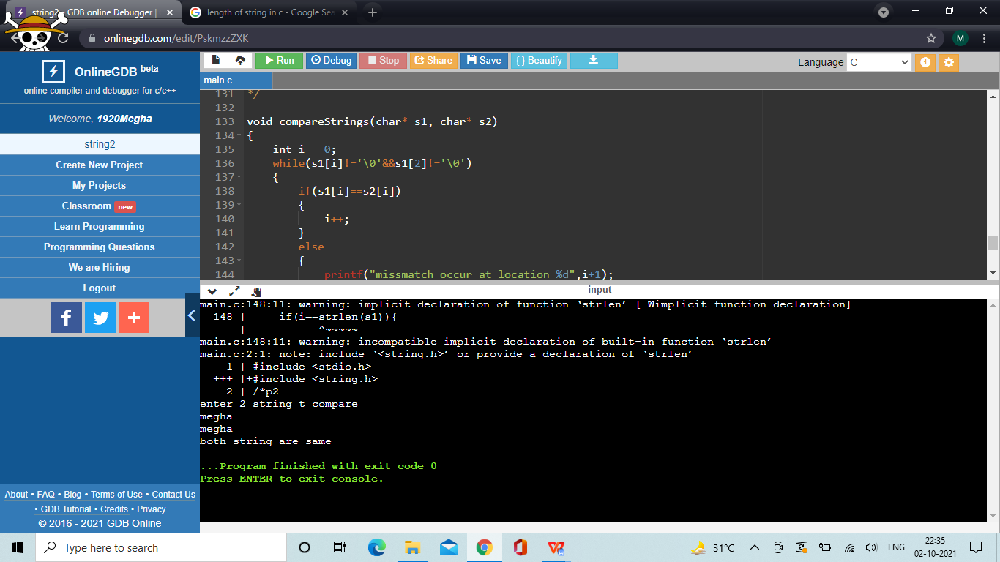 string2 - GDB online Debugger |
length of string in c - Google Sea
onlinegdb.com/edit/PskmzzZXK
M
OnlineGDB beta
online compiler and debugger for c/c++
Welcome, 1920Megha
string2
Create New Project
My Projects
Classroom new
Learn Programming
Programming Questions
We are Hiring
Logout
About • FAQ • Blog • Terms of Use • Contact Us
• GDB Tutorial • Credits • Privacy
© 2016 - 2021 GDB Online
Run Debug Stop Share Save { } Beautify
Language C
main.c
131 */
132
133 void compareStrings(char* s1, char* s2)
134 {
135 int i = 0;
136 while(s1[i]!='\0'&&s1[2]!='\0')
137 {
138 if(s1[i]==s2[i])
139 {
140 i++;
141 }
142 else
143 {
144 printf("missmatch occur at location %d",i+1);
input
main.c:148:11: warning: implicit declaration of function ‘strlen’ [-Wimplicit-function-declaration]
148 | if(i==strlen(s1)){
| ^~~~~~
main.c:148:11: warning: incompatible implicit declaration of built-in function ‘strlen’
main.c:2:1: note: include ‘<string.h>’ or provide a declaration of ‘strlen’
1 | #include <stdio.h>
+++ |+#include <string.h>
2 | /*p2
enter 2 string t compare
megha
megha
both string are same
...Program finished with exit code 0
Press ENTER to exit console.
Type here to search
31°C
ENG
22:35
02-10-2021